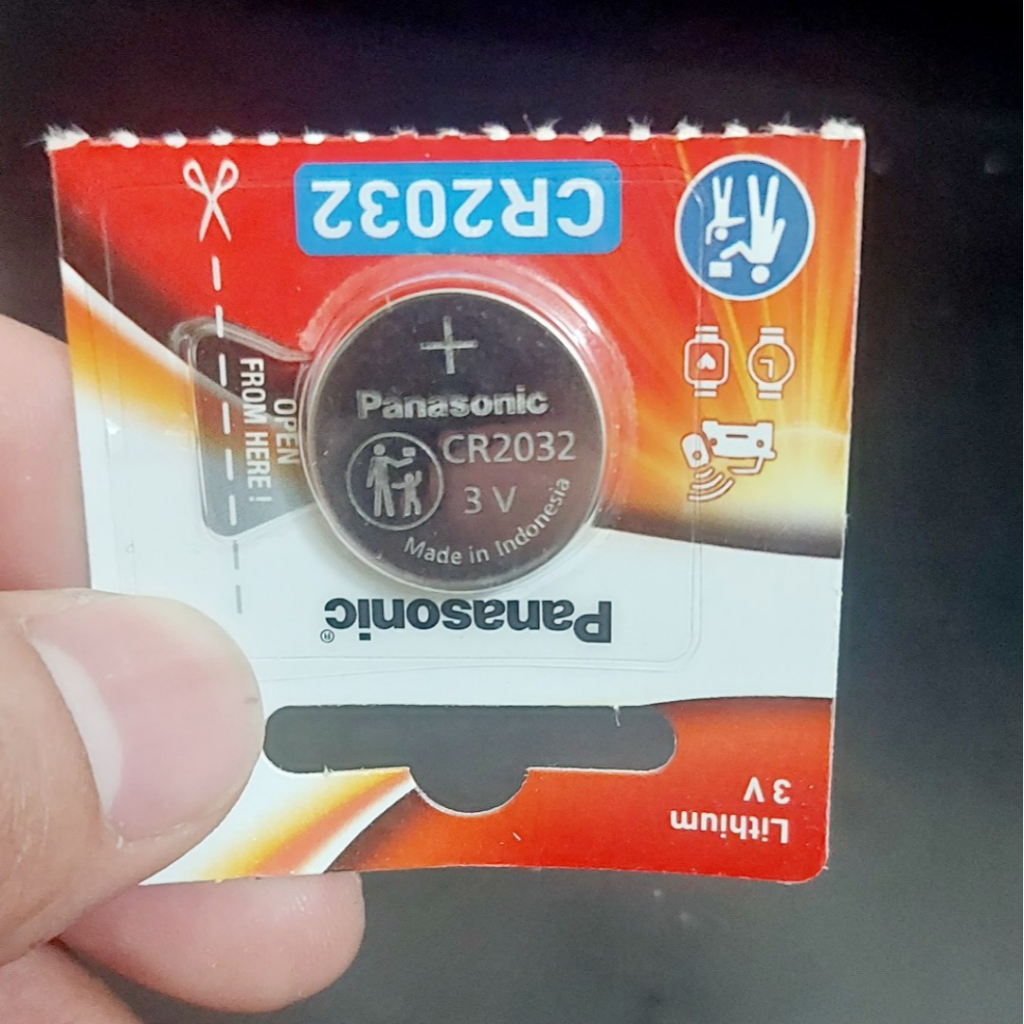 CR2032
OPEN
FROM HERE!
+
Panasonic
CR2032
3 V
Made in Indonesia
Panasonic®
Lithium
3 V